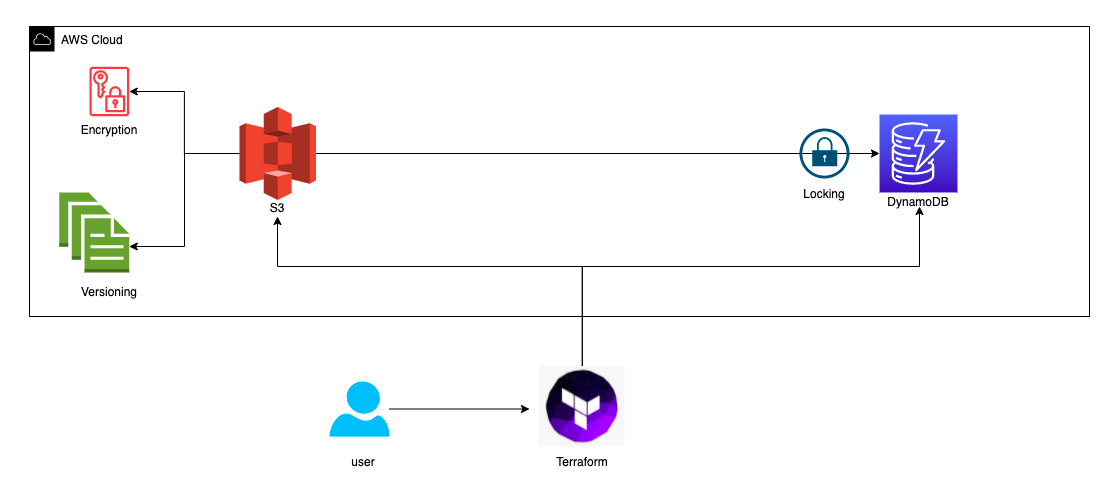 AWS Cloud
Encryption
S3
Locking
DynamoDB
Versioning
user
Terraform